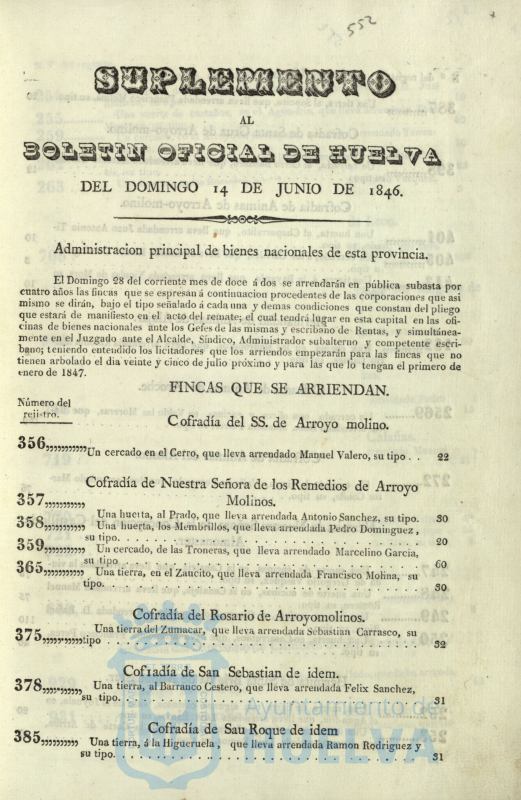 552
SUPLEMENTO
AL
BOLETIN OFICIAL DE HUELVA
DEL DOMINGO 14 DE JUNIO DE 1846.
Administracion principal de bienes nacionales de esta provincia.
El Domingo 28 del corriente mes de doce á dos se arrendarán en pública subasta por
cuatro años las fincas que se espresan á continuacion procedentes de las corporaciones que asi
mismo se dirán, bajo el tipo señalado á cada una y demas condiciones que constan del pliego
que estará de maniliesto en el acto del remate; el cual tendrá lugar en esta capital en las ofi-
cinas de bienes nacionales ante los Gefes de las mismas y escribano de Rentas, y simultánea-
mente en el Juzgado ante el Alcalde, Síndico, Administrador subalterno y competente escri-
bano; teniendo entendido los licitadores que los arriendos empezarán para las fincas que no
tienen arbolado el dia veinte y cinco de julio próximo y para las que lo tengan el primero de
enero de 1847.
FINCAS QUE SE ARRIENDAN.
Número del
reji-tro.
Cofradía del SS. de Arroyo molino.
356,,,,,,,,,,,Un cercado en el Cerro, que lleva arrendado Manuel Valero, su tipo . . 22
Cofradía de Nuestra Señora de los Remedios de Arroyo
Molinos.
357,,,,,,,,,,, Una huerta, al Prado, que lleva arrendada Antonio Sanchez, su tipo. 30
358,,,,,,,,,,, Una huerta, los Membrillos, que lleva arrendada Pedro Dominguez,
su tipo. . . . . . . . . . . . . . . . . . . . 20
359,,,,,,,,,,, Un cercado, de las Troneras, que lleva arrendado Marcelino Garcia,
su tipo . . . . . . . . . . . . . . . . . . . . 60
365,,,,,,,,,,, Una tierra, en el Zaucito, que lleva arrendada Francisco Molina, su
tipo. . . . . . . . . . . . . . . . . . . . . 30
Cofradía del Rosario de Arroyomolinos.
375,,,,,,,,,,, Una tierra del Zumacar, que lleva arrendada Sebastian Carrasco, su
tipo . . . . . . . . . . . . . . . . . . . . . 32
Cofradía de San Sebastian de idem.
378,,,,,,,,,,, Una tierra, al Barranco Cestero, que lleva arrendada Felix Sanchez,
su tipo. . . . . . . . . . . . . . . . . . . . 31
Cofradía de Sau Roque de idem
385,,,,,,,,,,, Una tierra, á la Higueruela, que lleva arrendada Ramon Rodriguez y
su tipo. . . . . . . . . . . . . . . . . . . . 31
Ayuntamiento de
HUELVA